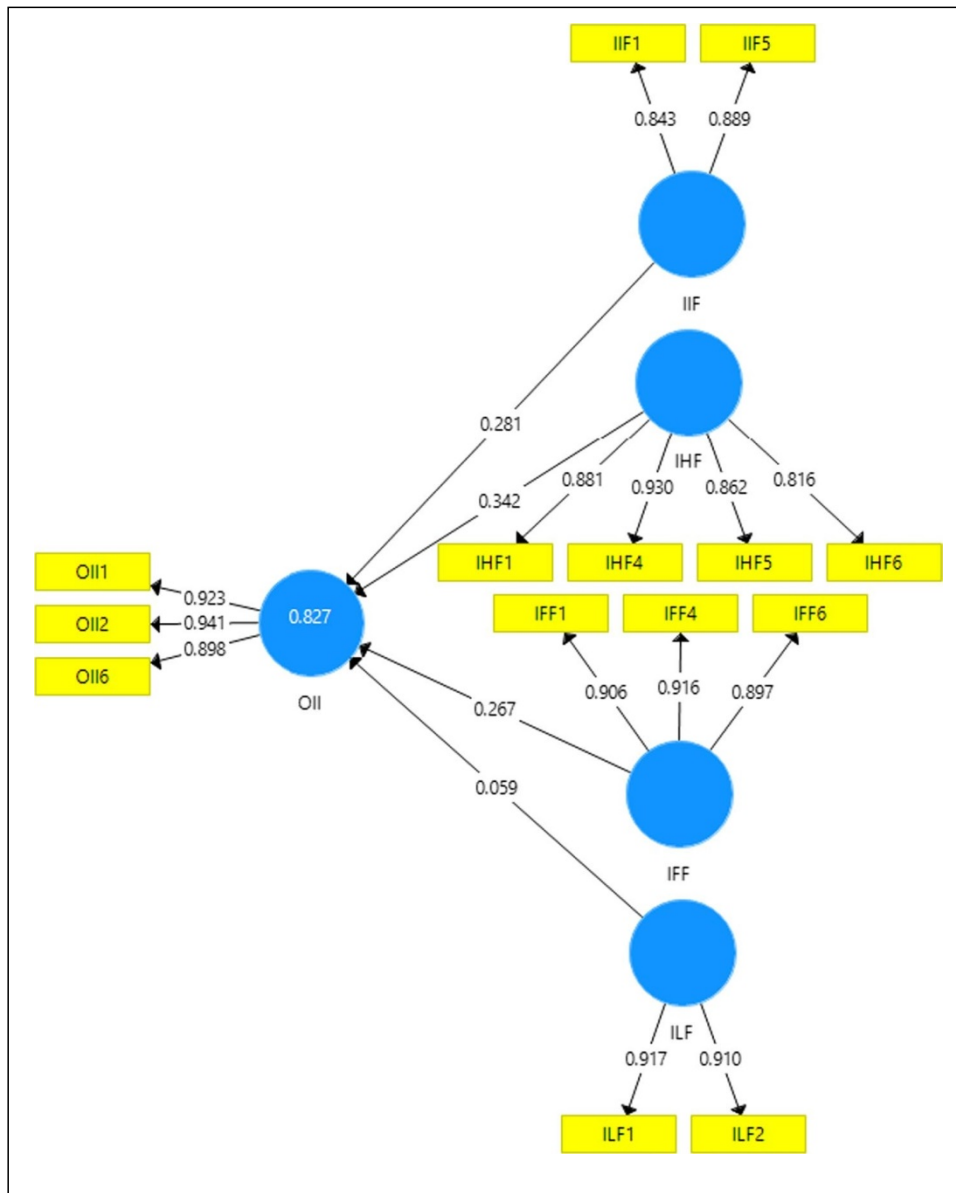 IIF1 IIF5
0.843 0.889
IIF
0.281
IHF
0.342 0.881 0.930 0.862 0.816
IHF1 IHF4 IHF5 IHF6
OII1
OII2
OII6
0.923
0.941
0.898
0.827
OII
IFF1 IFF4 IFF6
0.906 0.916 0.897
0.267
IFF
0.059
ILF
0.917 0.910
ILF1 ILF2